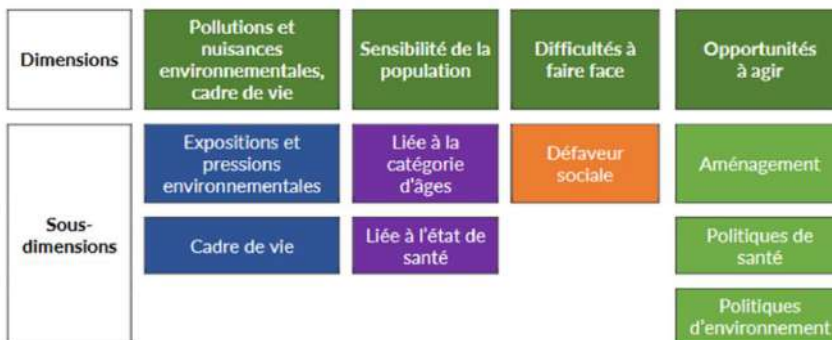 Dimensions
Pollutions et
nuisances
environnementales,
cadre de vie
Sensibilité de la
population
Difficultés à
faire face
Opportunités
à agir
Sous-
dimensions
Expositions et
pressions
environnementales
Liée à la
catégorie
d'âges
Défaveur
sociale
Aménagement
Cadre de vie
Liée à l'état de
santé
Politiques de
santé
Politiques
d'environnement